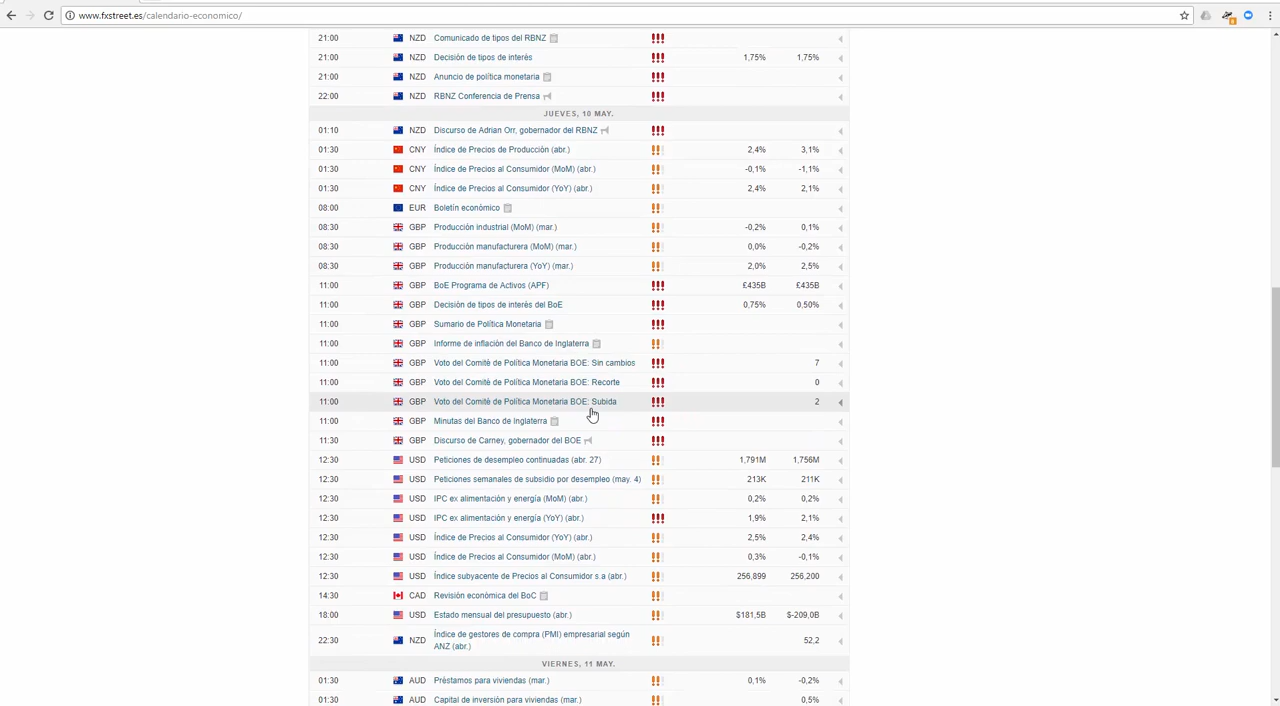 www.fxstreet.es/calendario-economico/
21:00 NZD Comunicado de tipos del RBNZ
21:00 NZD Decisión de tipos de interés 1,75% 1,75%
21:00 NZD Anuncio de política monetaria
22:00 NZD RBNZ Conferencia de Prensa
JUEVES, 10 MAY.
01:10 NZD Discurso de Adrian Orr, gobernador del RBNZ
01:30 CNY Índice de Precios de Producción (abr.) 2,4% 3,1%
01:30 CNY Índice de Precios al Consumidor (MoM) (abr.) -0,1% -1,1%
01:30 CNY Índice de Precios al Consumidor (YoY) (abr.) 2,4% 2,1%
08:00 EUR Boletín económico
08:30 GBP Producción industrial (MoM) (mar.) -0,2% 0,1%
08:30 GBP Producción manufacturera (MoM) (mar.) 0,0% -0,2%
08:30 GBP Producción manufacturera (YoY) (mar.) 2,0% 2,5%
11:00 GBP BoE Programa de Activos (APF) £435B £435B
11:00 GBP Decisión de tipos de interés del BoE 0,75% 0,50%
11:00 GBP Sumario de Política Monetaria
11:00 GBP Informe de inflación del Banco de Inglaterra
11:00 GBP Voto del Comité de Política Monetaria BOE: Sin cambios 7
11:00 GBP Voto del Comité de Política Monetaria BOE: Recorte 0
11:00 GBP Voto del Comité de Política Monetaria BOE: Subida 2
11:00 GBP Minutas del Banco de Inglaterra
11:30 GBP Discurso de Carney, gobernador del BOE
12:30 USD Peticiones de desempleo continuadas (abr. 27) 1,791M 1,756M
12:30 USD Peticiones semanales de subsidio por desempleo (may. 4) 213K 211K
12:30 USD IPC ex alimentación y energía (MoM) (abr.) 0,2% 0,2%
12:30 USD IPC ex alimentación y energía (YoY) (abr.) 1,9% 2,1%
12:30 USD Índice de Precios al Consumidor (YoY) (abr.) 2,5% 2,4%
12:30 USD Índice de Precios al Consumidor (MoM) (abr.) 0,3% -0,1%
12:30 USD Índice subyacente de Precios al Consumidor s.a (abr.) 256,899 256,200
14:30 CAD Revisión económica del BoC
18:00 USD Estado mensual del presupuesto (abr.) $181,5B $-209,0B
22:30 NZD Índice de gestores de compra (PMI) empresarial según
ANZ (abr.) 52,2
VIERNES, 11 MAY.
01:30 AUD Préstamos para viviendas (mar.) 0,1% -0,2%
01:30 AUD Capital de inversión para viviendas (mar.) 0,5%